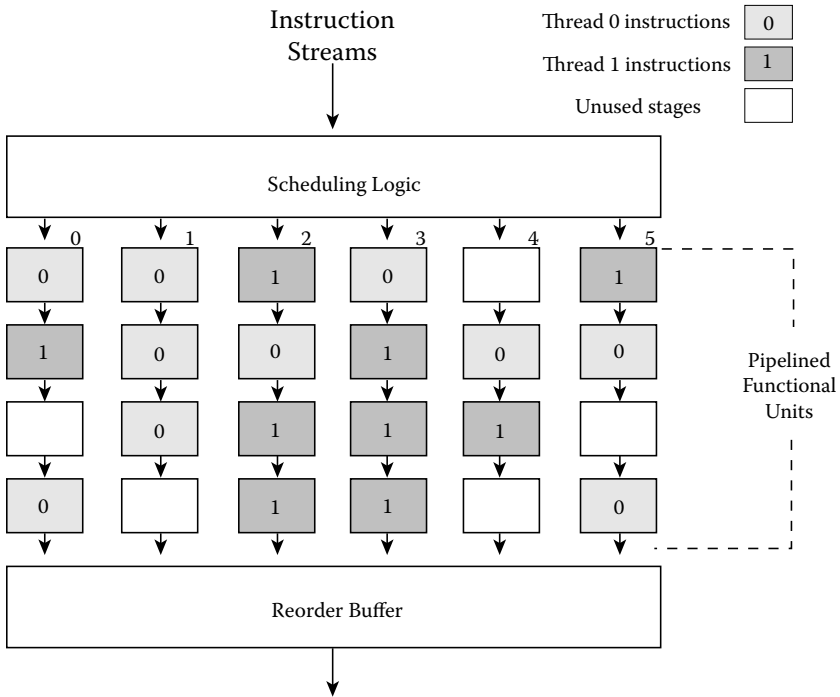 Instruction
Streams
Thread 0 instructions 0
Thread 1 instructions 1
Unused stages
Scheduling Logic
0 1 2 3 4 5
0 0 1 0 1
1 0 0 1 0 0
0 1 1 1
0 1 1 0
Pipelined
Functional
Units
Reorder Buffer